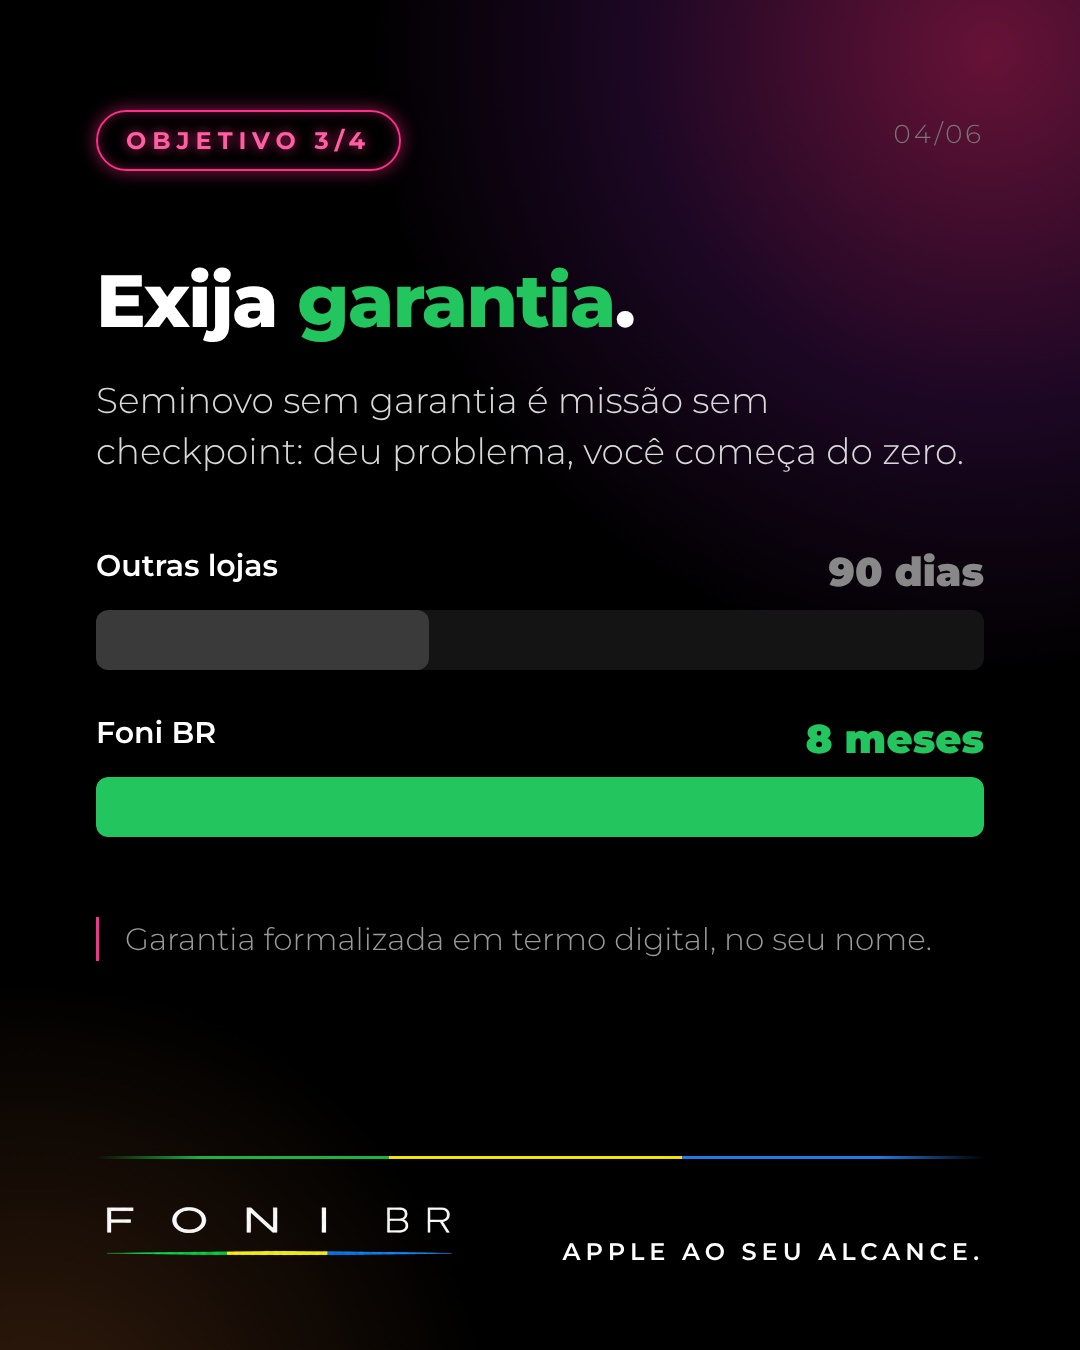 OBJETIVO 3/4
04/06
Exija garantia.
Seminovo sem garantia é missão sem
checkpoint: deu problema, você começa do zero.
Outras lojas
90 dias
Foni BR
8 meses
Garantia formalizada em termo digital, no seu nome.
FONI BR
APPLE AO SEU ALCANCE.